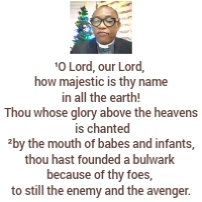 ¹O Lord, our Lord,
how majestic is thy name
in all the earth!
Thou whose glory above the heavens
is chanted
²by the mouth of babes and infants,
thou hast founded a bulwark
because of thy foes,
to still the enemy and the avenger.